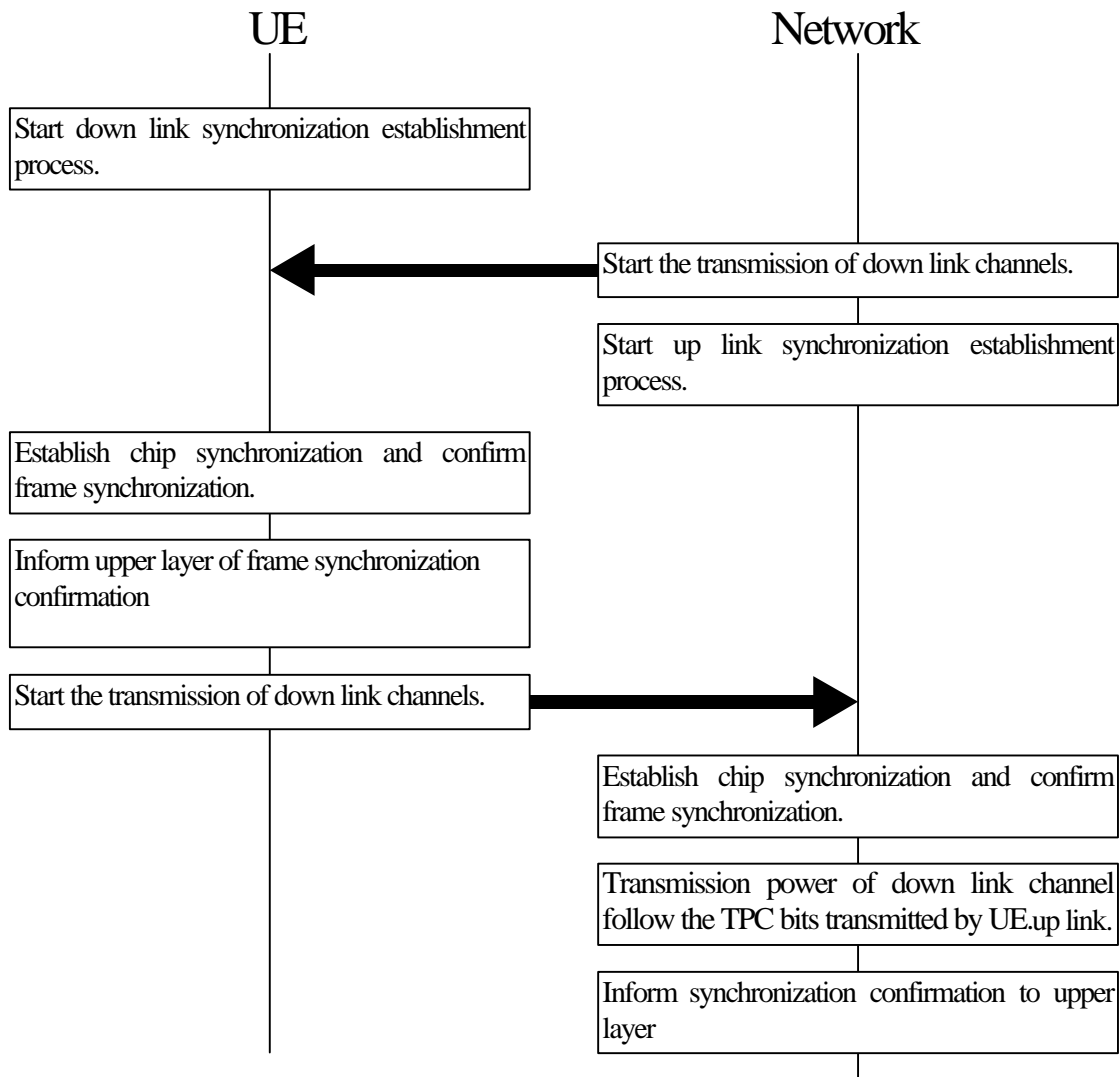 UE
Network
Start down link synchronization establishment
process.
Start the transmission of down link channels.
Start up link synchronization establishment
process.
Establish chip synchronization and confirm
frame synchronization.
Inform upper layer of frame synchronization
confirmation
Start the transmission of down link channels.
Establish chip synchronization and confirm
frame synchronization.
Transmission power of down link channel
follow the TPC bits transmitted by UE.up link.
Inform synchronization confirmation to upper
layer